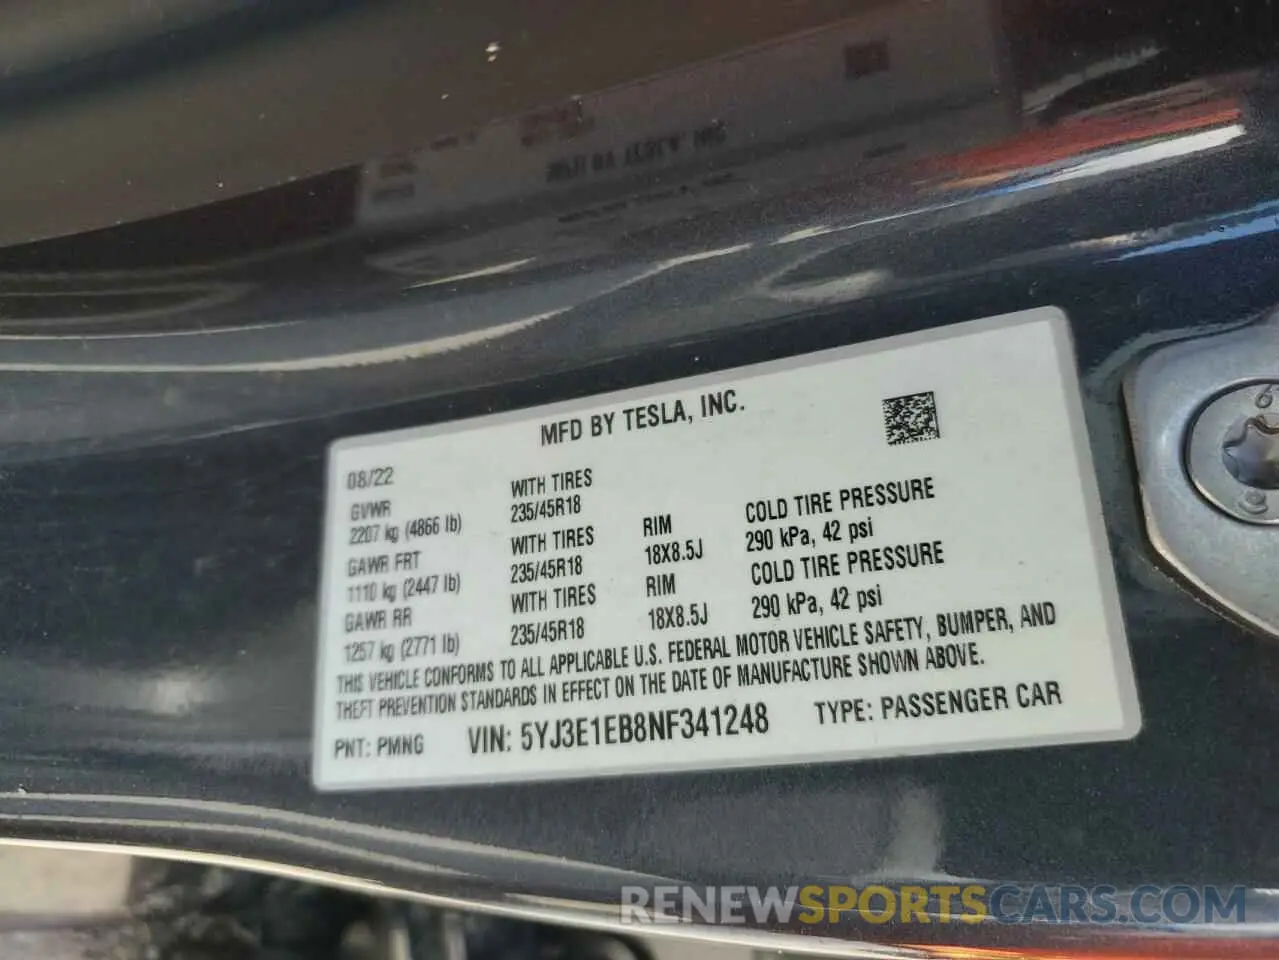 MFD BY TESLA, INC.
08/22
GVWR
2207 kg (4866 lb)
WITH TIRES
235/45R18
GAWR FRT
1110 kg (2447 lb)
WITH TIRES
235/45R18
RIM
18X8.5J
COLD TIRE PRESSURE
290 kPa, 42 psi
GAWR RR
1257 kg (2771 lb)
WITH TIRES
235/45R18
RIM
18X8.5J
COLD TIRE PRESSURE
290 kPa, 42 psi
THIS VEHICLE CONFORMS TO ALL APPLICABLE U.S. FEDERAL MOTOR VEHICLE SAFETY, BUMPER, AND
THEFT PREVENTION STANDARDS IN EFFECT ON THE DATE OF MANUFACTURE SHOWN ABOVE.
PNT: PMNG VIN: 5YJ3E1EB8NF341248 TYPE: PASSENGER CAR
RENEWSPORTSCARS.COM